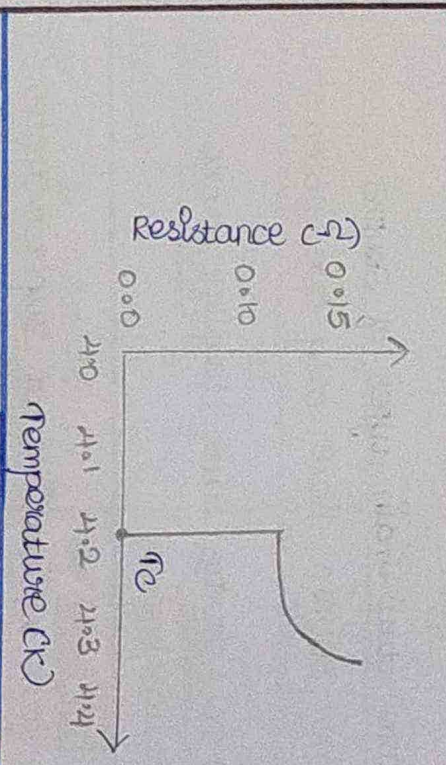 Resistance (Ω)
0.15
0.10
0.0
4.0 4.1 4.2 4.3 4.4
Tc
Temperature (K)